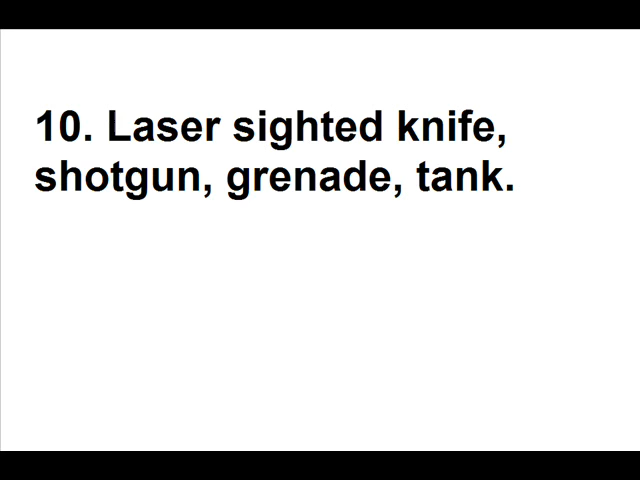 10. Laser sighted knife,
shotgun, grenade, tank.